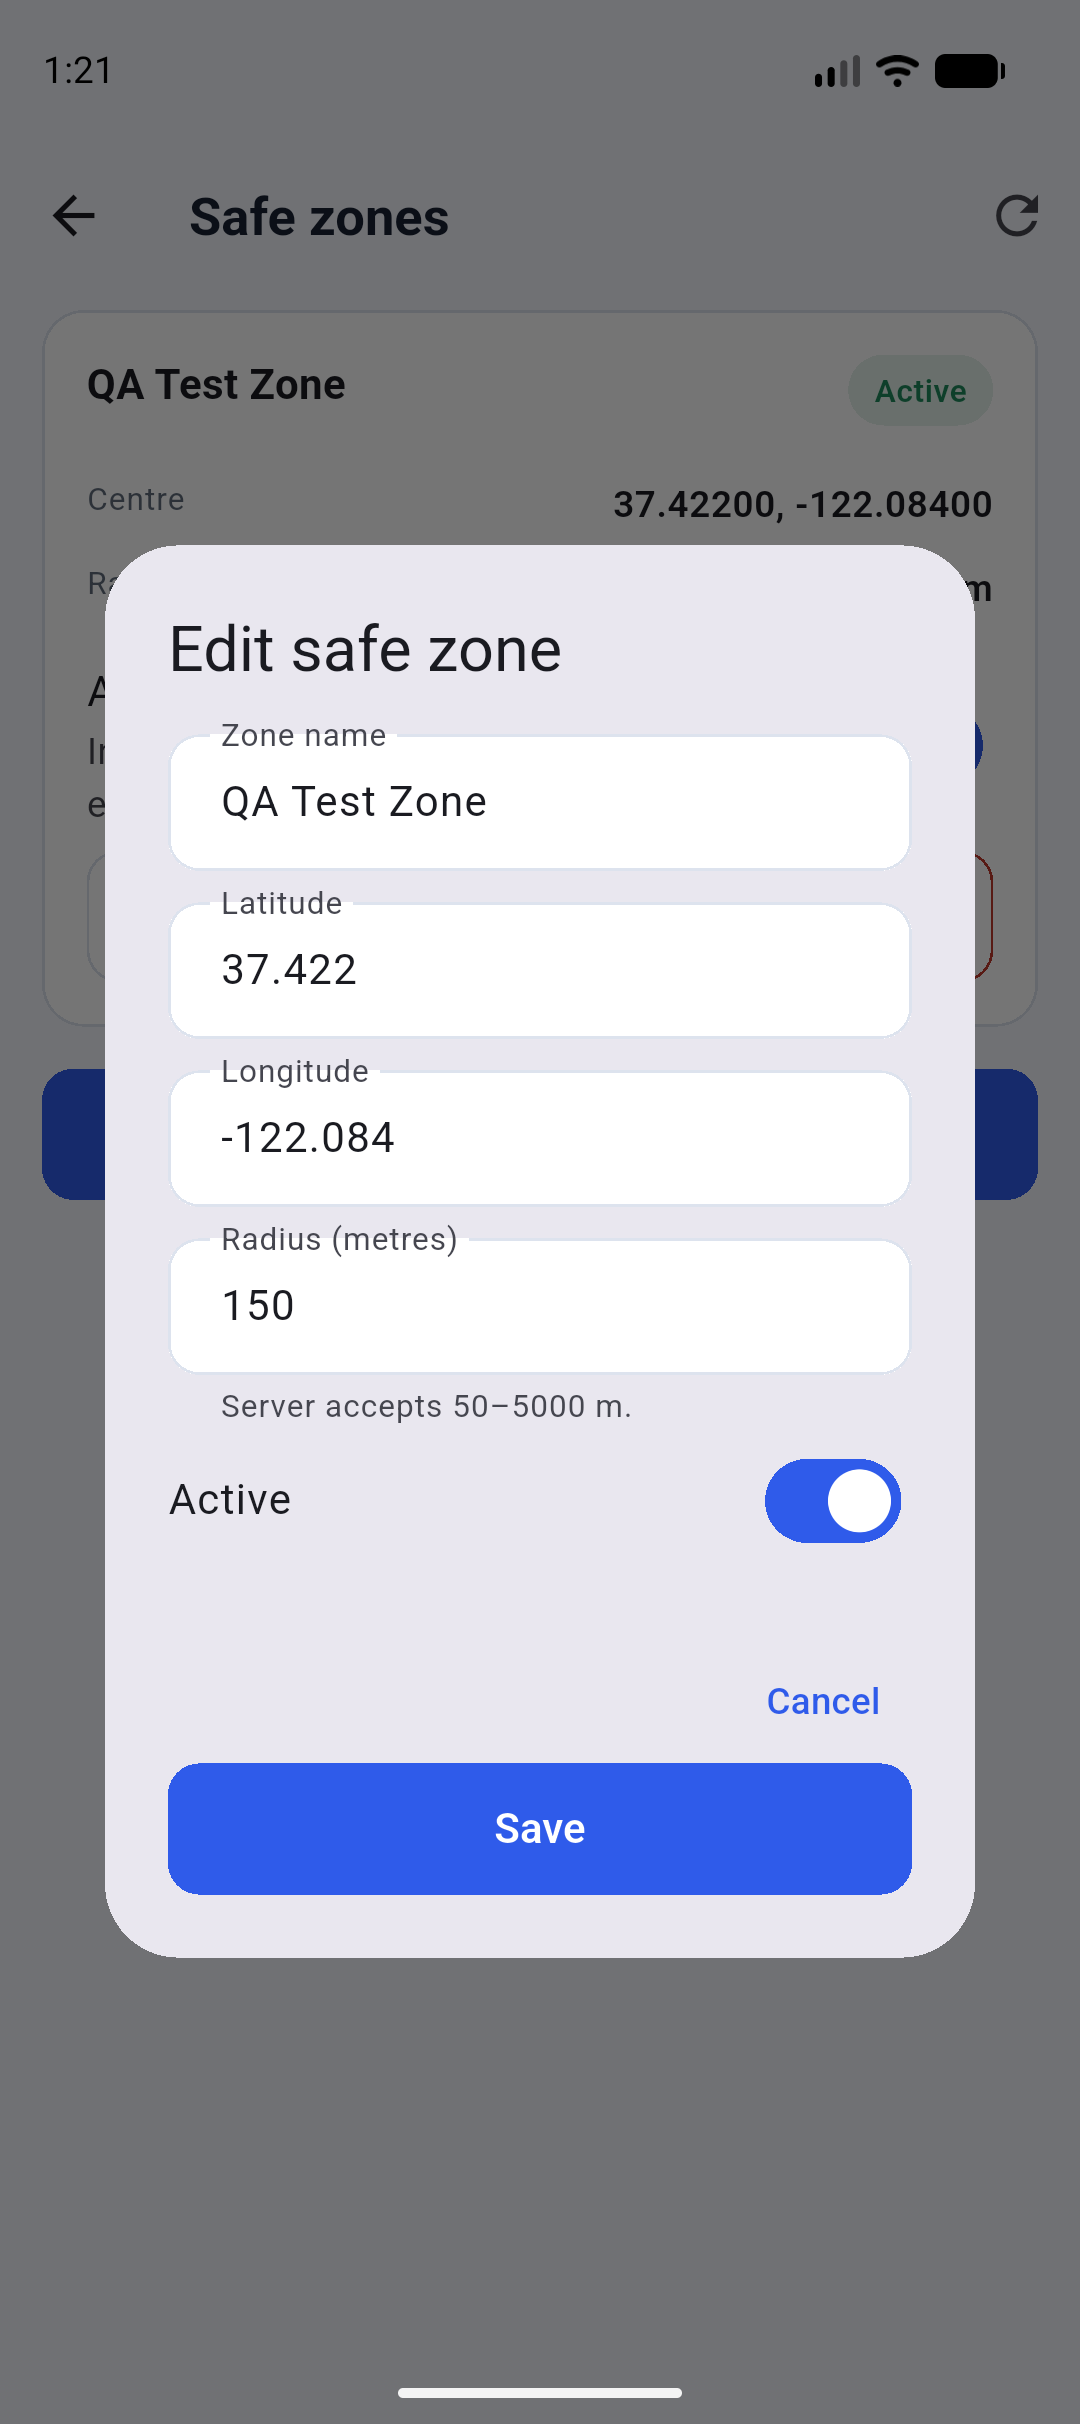 1:21
Safe zones
QA Test Zone
Active
Centre
37.42200, -122.08400
Edit safe zone
Zone name
QA Test Zone
Latitude
37.422
Longitude
-122.084
Radius (metres)
150
Server accepts 50–5000 m.
Active
Cancel
Save